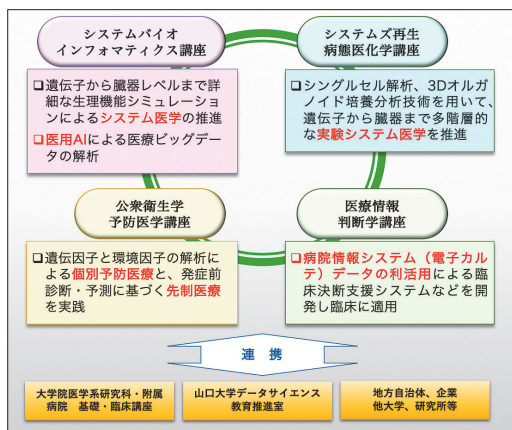 システムバイオ
インフォマティクス講座
❑遺伝子から臓器レベルまで詳
細な生理機能シミュレーショ
ンによるシステム医学の推進
❑医用AIによる医療ビッグデー
タの解析
システムズ再生
病態医化学講座
❑シングルセル解析、3Dオルガ
ノイド培養分析技術を用いて、
遺伝子から臓器まで多階層的
な実験システム医学を推進
公衆衛生学
予防医学講座
❑遺伝因子と環境因子の解析に
よる個別予防医療と、発症前
診断・予測に基づく先制医療
を実践
医療情報
判断学講座
❑病院情報システム(電子カル
テ)データの利活用による臨
床決断支援システムなどを開
発し臨床に適用
連 携
大学院医学系研究科・附属
病院 基礎・臨床講座
山口大学データサイエンス
教育推進室
地方自治体、企業
他大学、研究所等